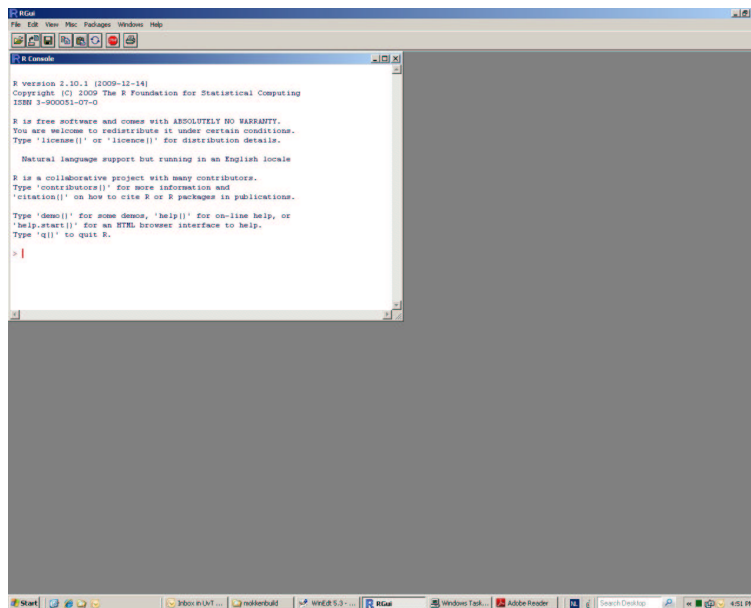 RGui
File Edit View Misc Packages Windows Help
R Console
R version 2.10.1 (2009-12-14)
Copyright (C) 2009 The R Foundation for Statistical Computing
ISBN 3-900051-07-0
R is free software and comes with ABSOLUTELY NO WARRANTY.
You are welcome to redistribute it under certain conditions.
Type 'license()' or 'licence()' for distribution details.
Natural language support but running in an English locale
R is a collaborative project with many contributors.
Type 'contributors()' for more information and
'citation()' on how to cite R or R packages in publications.
Type 'demo()' for some demos, 'help()' for on-line help, or
'help.start()' for an HTML browser interface to help.
Type 'q()' to quit R.
>
Start Inbox in UvT ... mokkenbuild WinEdt 5.3 - ... RGui Windows Task... Adobe Reader NL Search Desktop « 4:51 PM